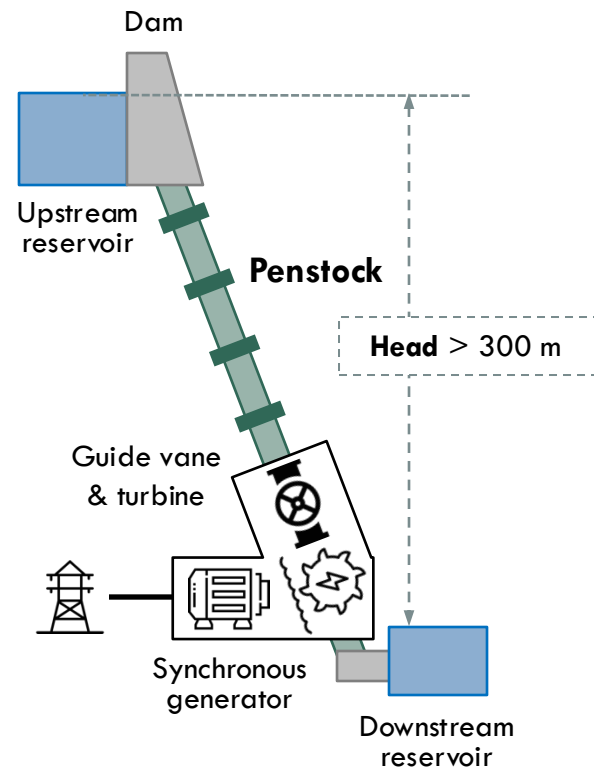 Dam
Upstream
reservoir
Penstock
Head > 300 m
Guide vane
& turbine
Synchronous
generator
Downstream
reservoir